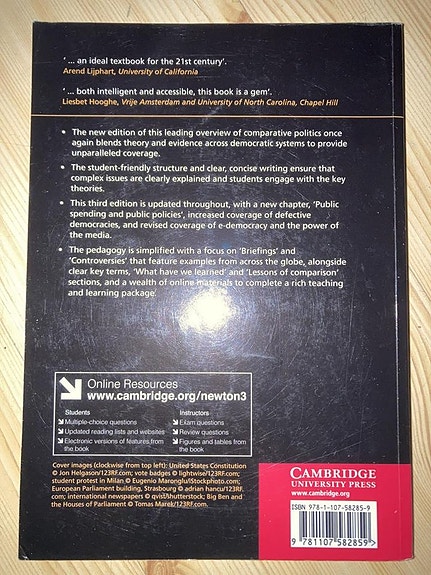 ' ... an ideal textbook for the 21st century'.
Arend Lijphart, University of California
' ... both intelligent and accessible, this book is a gem'.
Liesbet Hooghe, Vrije Amsterdam and University of North Carolina, Chapel Hill
• The new edition of this leading overview of comparative politics once
again blends theory and evidence across democratic systems to provide
unparalleled coverage.
• The student-friendly structure and clear, concise writing ensure that
complex issues are clearly explained and students engage with the key
theories.
• This third edition is updated throughout, with a new chapter, 'Public
spending and public policies', increased coverage of defective
democracies, and revised coverage of e-democracy and the power of
the media.
• The pedagogy is simplified with a focus on 'Briefings' and
'Controversies' that feature examples from across the globe, alongside
clear key terms, 'What have we learned' and 'Lessons of comparison'
sections, and a wealth of online materials to complete a rich teaching
and learning package.
Online Resources
www.cambridge.org/newton3
Students
Multiple-choice questions
Updated reading lists and websites
Electronic versions of features from
the book
Instructors
Exam questions
Review questions
Figures and tables from
the book
Cover images (clockwise from top left): United States Constitution
© Jon Helgason/123RF.com; vote badges © lightwise/123RF.com;
student protest in Milan © Eugenio Marongiu/iStockphoto.com;
European Parliament building, Strasbourg © adrian hancu/123RF.
com; international newspapers © qvist/hutterstock; Big Ben and
the Houses of Parliament © Tomas Marek/123RF.com.
CAMBRIDGE
UNIVERSITY PRESS
www.cambridge.org
ISBN 978-1-107-58285-9
9 781107 582859 >